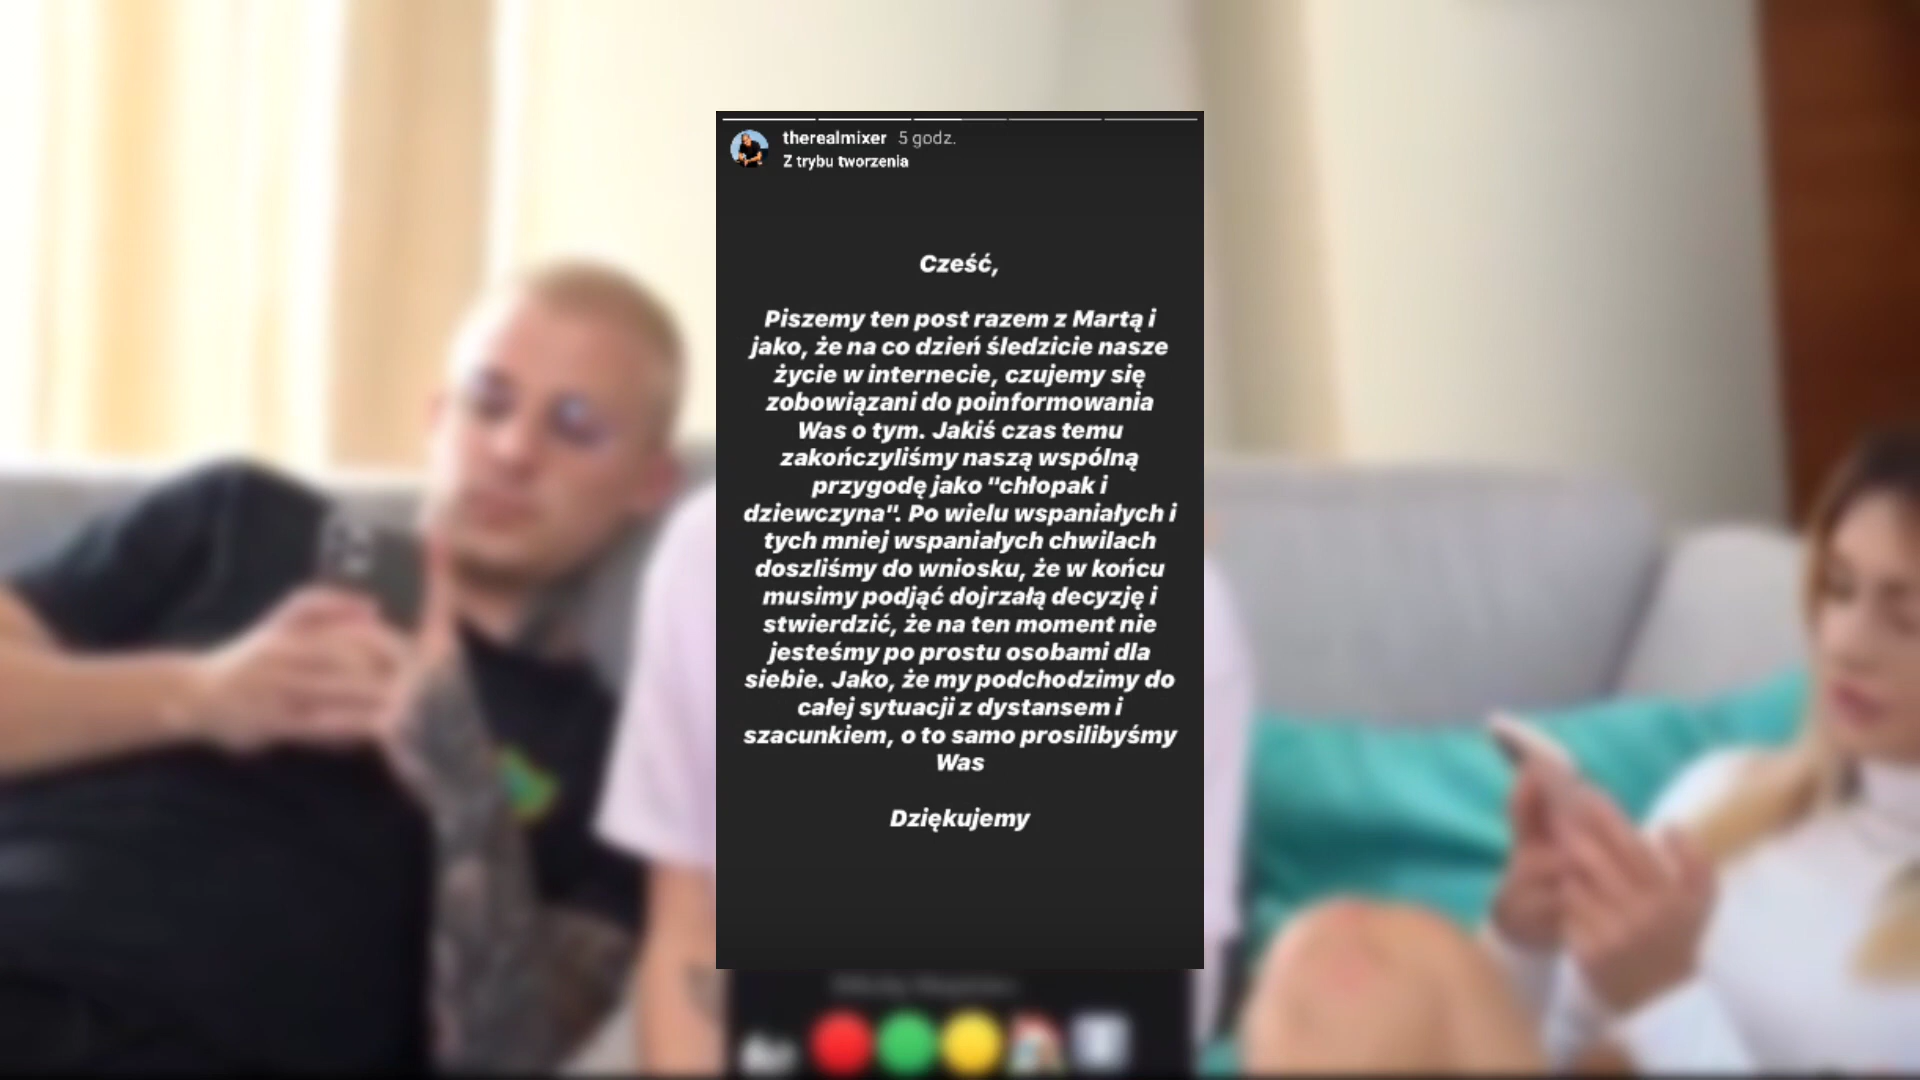 therealmixer 5 godz.
Z trybu tworzenia
Cześć,
Piszemy ten post razem z Martą i
jako, że na co dzień śledzicie nasze
życie w internecie, czujemy się
zobowiązani do poinformowania
Was o tym. Jakiś czas temu
zakończyliśmy naszą wspólną
przygodę jako "chłopak i
dziewczyna". Po wielu wspaniałych i
tych mniej wspaniałych chwilach
doszliśmy do wniosku, że w końcu
musimy podjąć dojrzałą decyzję i
stwierdzić, że na ten moment nie
jesteśmy po prostu osobami dla
siebie. Jako, że my podchodzimy do
całej sytuacji z dystansem i
szacunkiem, o to samo prosilibyśmy
Was
Dziękujemy